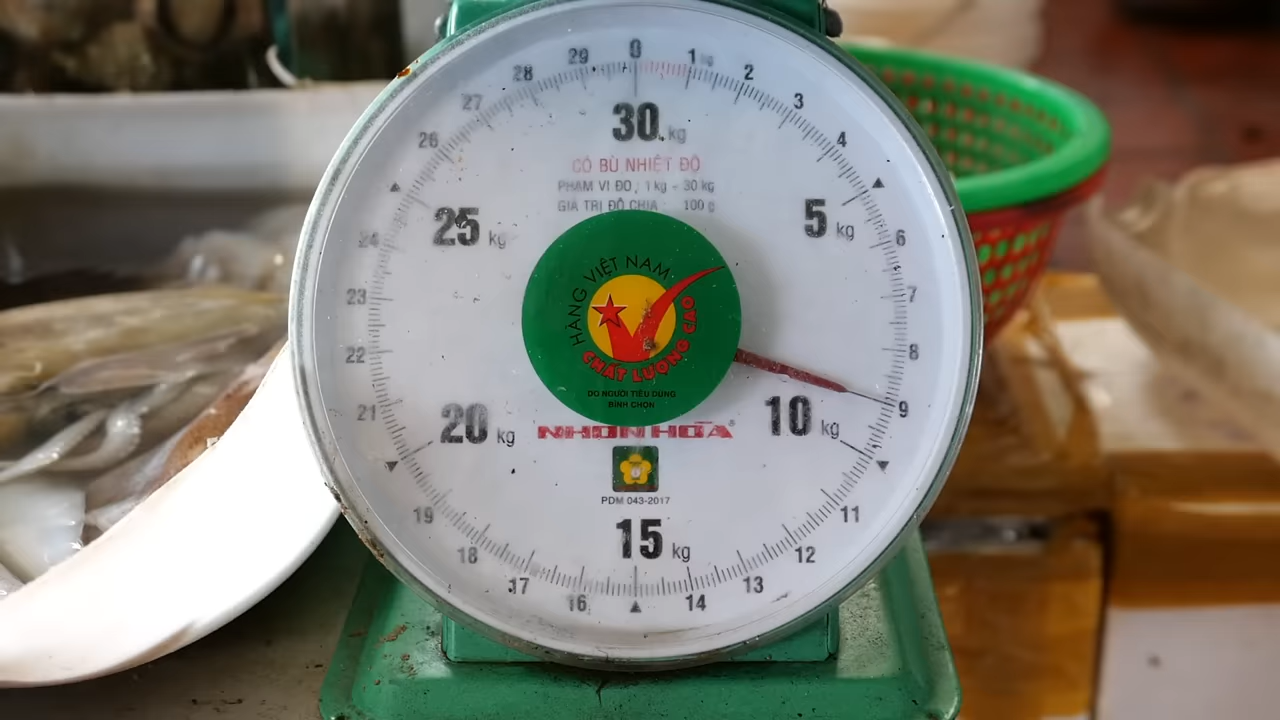 0
1 kg
2
3
4
5 kg
6
7
8
9
10 kg
11
12
13
14
15 kg
16
17
18
19
20 kg
21
22
23
24
25 kg
26
27
28
29
30 kg
CÓ BÙ NHIỆT ĐỘ
PHẠM VI ĐO : 1 kg - 30 kg
GIÁ TRỊ ĐỘ CHIA : 100 g
HÀNG VIỆT NAM
CHẤT LƯỢNG CAO
DO NGƯỜI TIÊU DÙNG
BÌNH CHỌN
NHƠN HÒA
PDM 043-2017